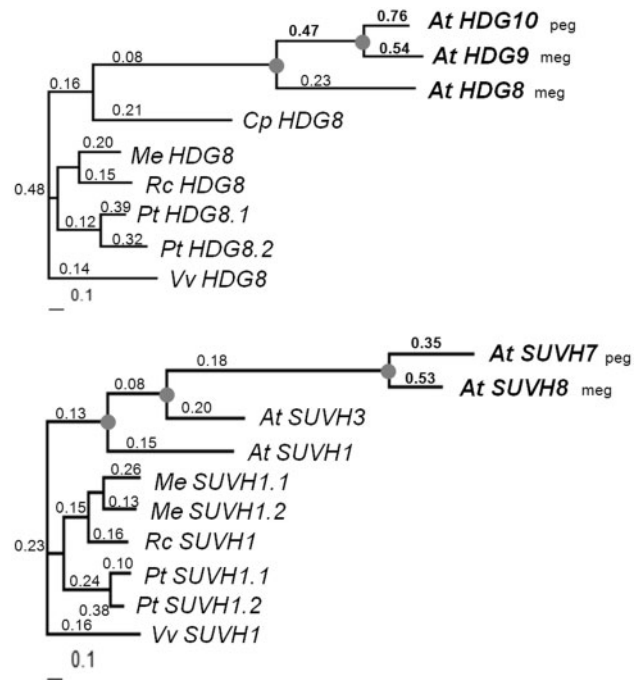 0.76 At HDG10 peg
0.47
0.08 0.54 At HDG9 meg
0.16 0.23 At HDG8 meg
0.21 Cp HDG8
0.20 Me HDG8
0.48 0.15 Rc HDG8
0.39 Pt HDG8.1
0.12 0.32 Pt HDG8.2
0.14 Vv HDG8
0.1
0.35 At SUVH7 peg
0.18
0.08 0.53 At SUVH8 meg
0.13 0.20 At SUVH3
0.15 At SUVH1
0.26 Me SUVH1.1
0.15 0.13 Me SUVH1.2
0.23 0.16 Rc SUVH1
0.10 Pt SUVH1.1
0.24
0.38 Pt SUVH1.2
0.16 Vv SUVH1
0.1